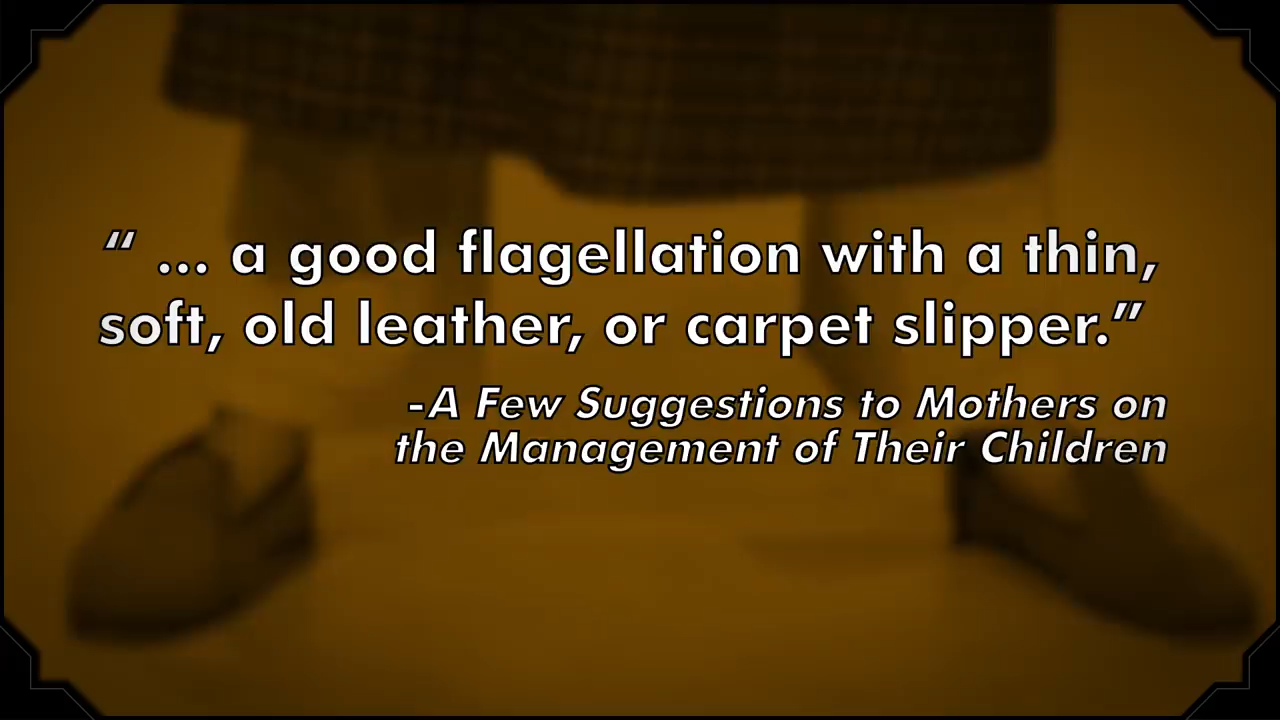 “ ... a good flagellation with a thin,
soft, old leather, or carpet slipper.”
-A Few Suggestions to Mothers on
the Management of Their Children